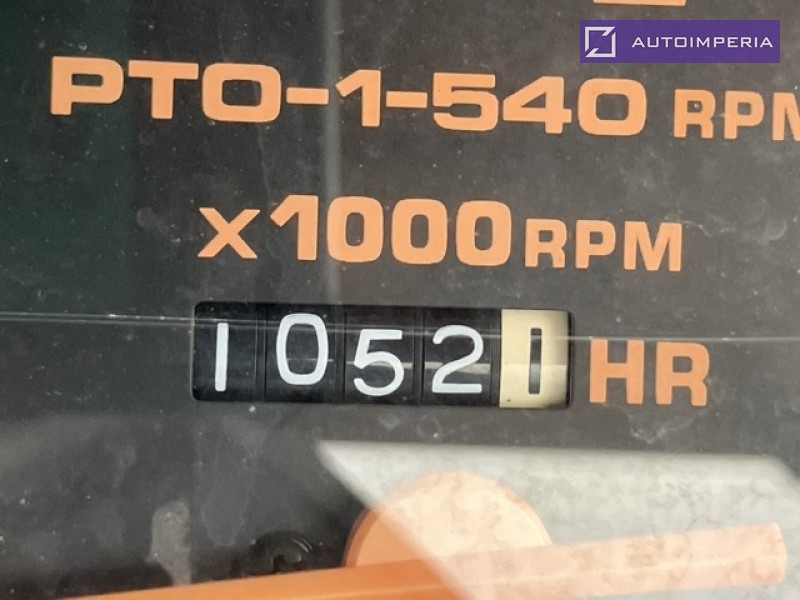 AUTOIMPERIA
PTO-1-540 RPM
x1000 RPM
10521 HR